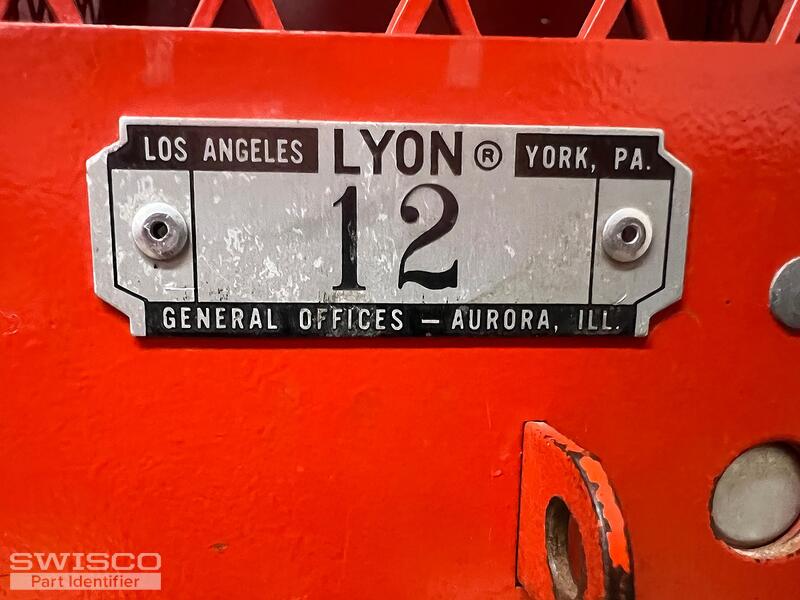 LOS ANGELES LYON® YORK, PA.
12
GENERAL OFFICES — AURORA, ILL.
SWISCO
Part Identifier